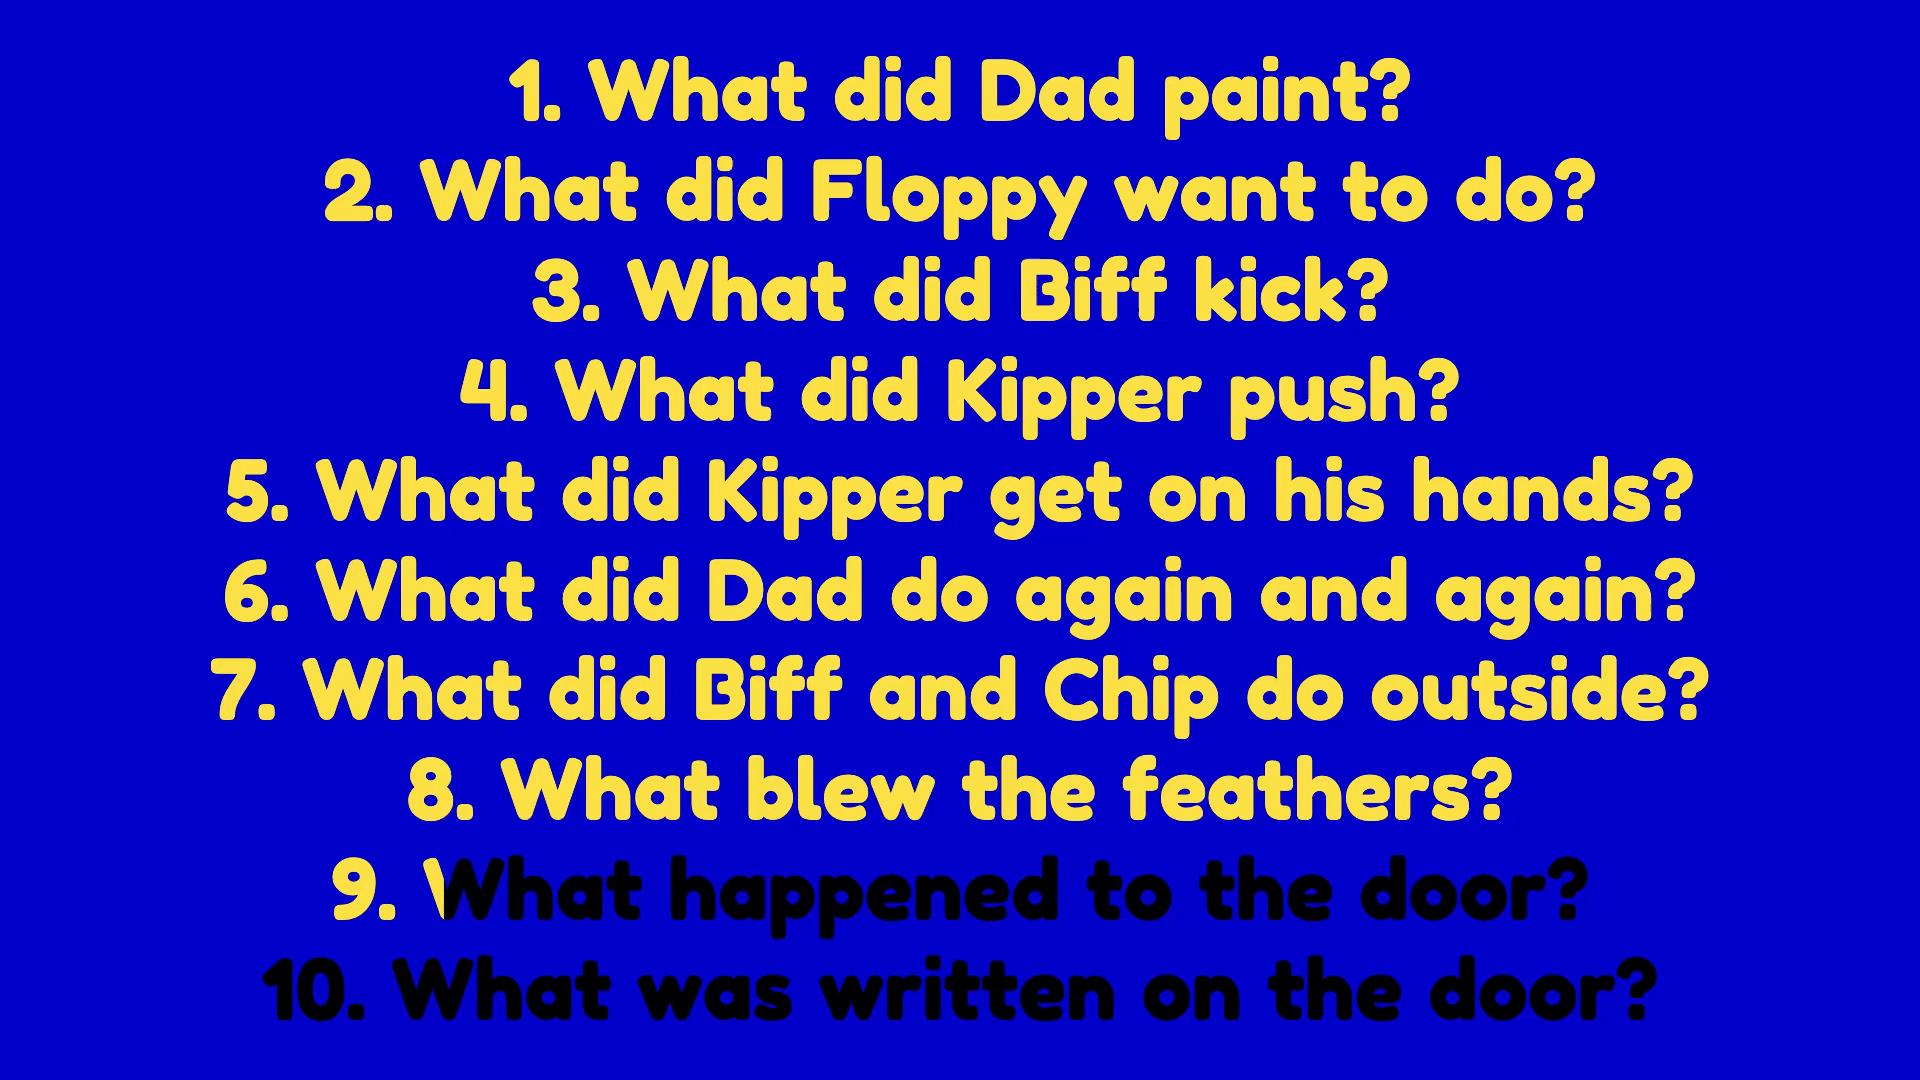 1. What did Dad paint?
2. What did Floppy want to do?
3. What did Biff kick?
4. What did Kipper push?
5. What did Kipper get on his hands?
6. What did Dad do again and again?
7. What did Biff and Chip do outside?
8. What blew the feathers?
9. What happened to the door?
10. What was written on the door?